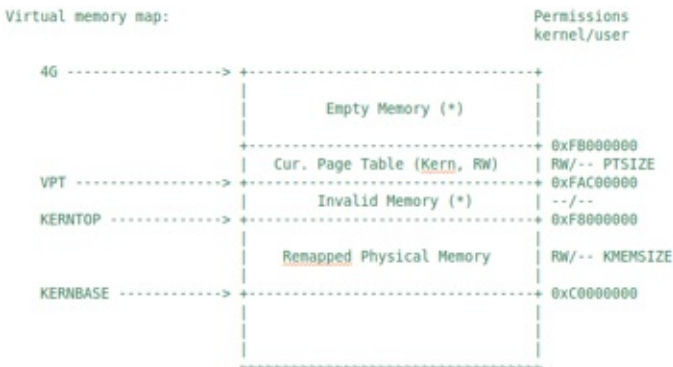 Virtual memory map: Permissions
kernel/user
4G ------------------> +----------------------------------+
| |
| Empty Memory (*) |
| |
+----------------------------------+ 0xFB000000
| Cur. Page Table (Kern, RW) | RW/-- PTSIZE
VPT -----------------> +----------------------------------+ 0xFAC00000
| Invalid Memory (*) | --/--
KERNTOP -------------> +----------------------------------+ 0xF8000000
| |
| Remapped Physical Memory | RW/-- KMEMSIZE
| |
KERNBASE ------------> +----------------------------------+ 0xC0000000
| |
| |
| |
~~~~~~~~~~~~~~~~~~~~~~~~~~~~~~~~~~~~